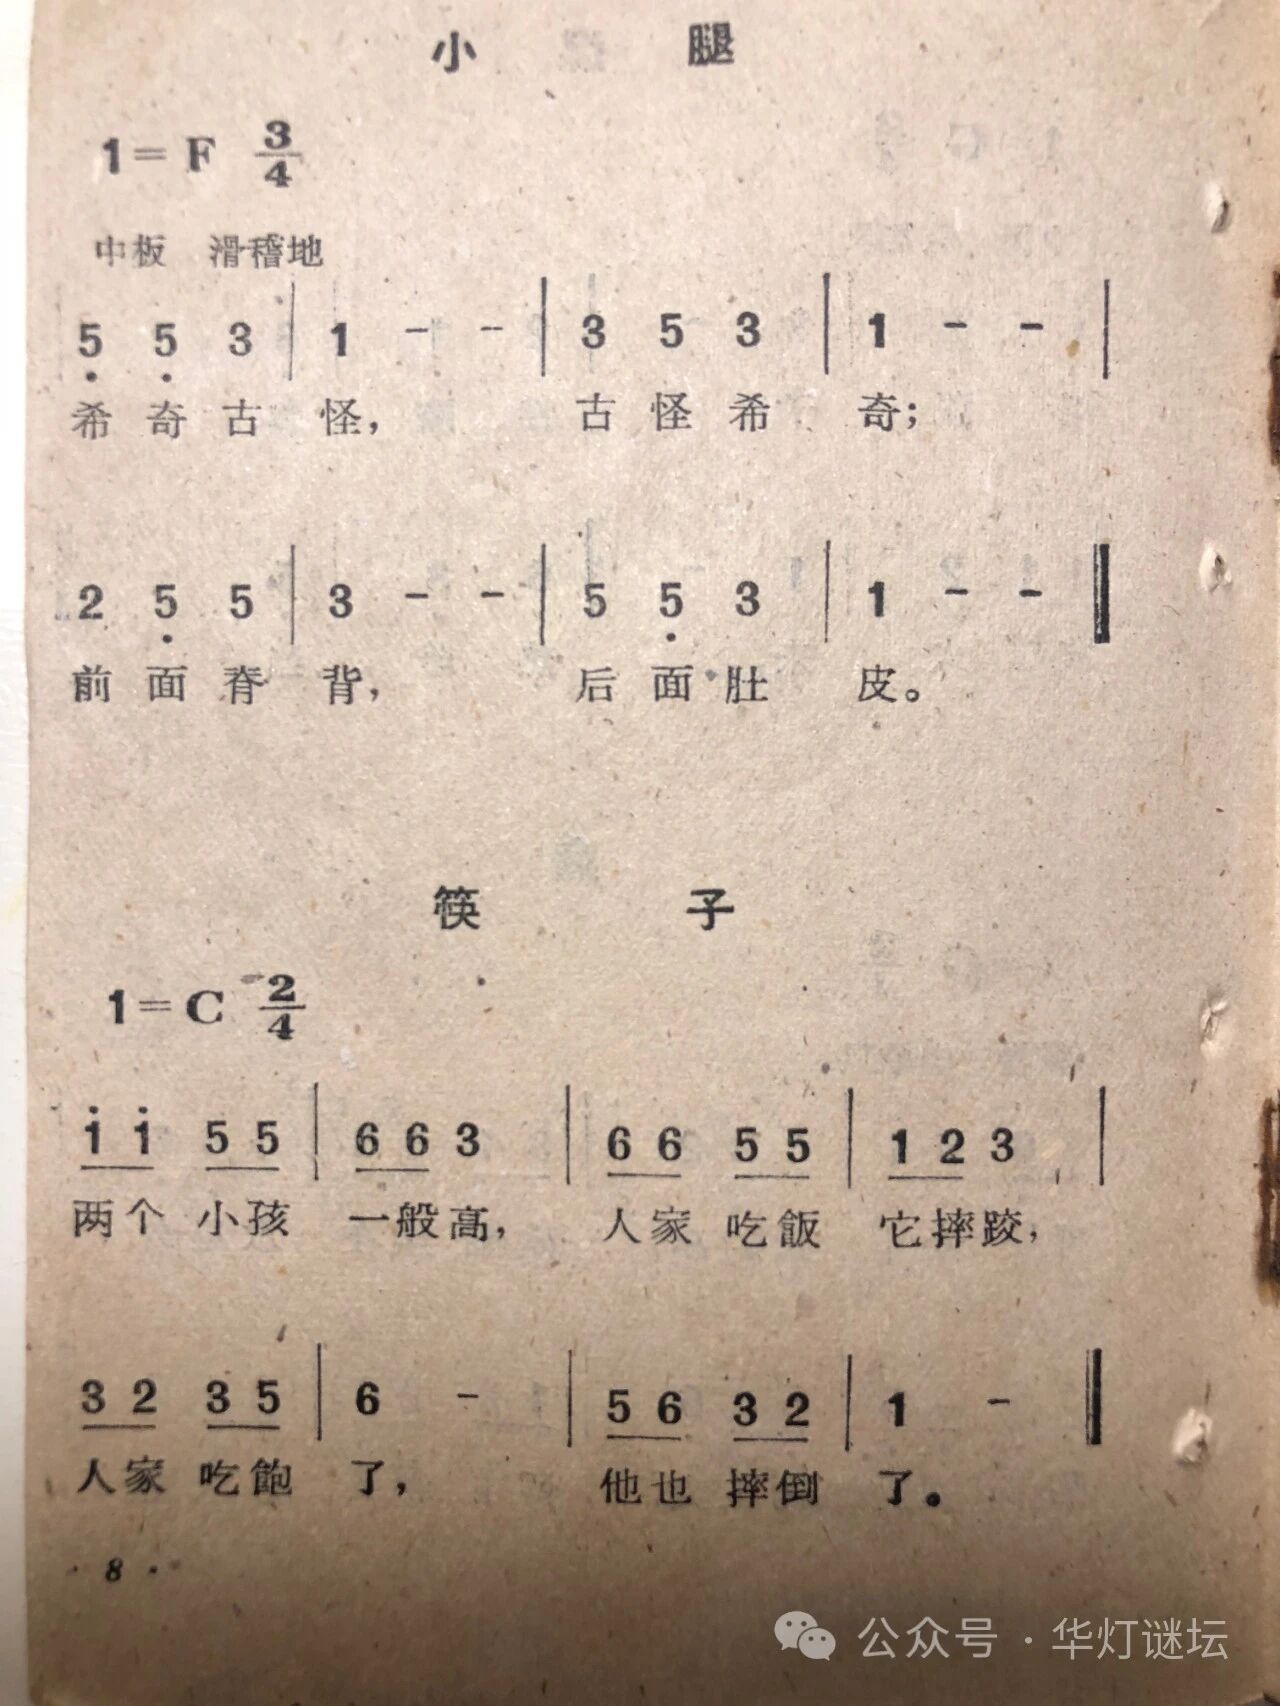 小 腿
1=F 3/4
中板 滑稽地
5̣ 5̣ 3 | 1 - - | 3 5 3 | 1 - - |
希奇古 怪， 古怪希 奇；
2 5̣ 5 | 3 - - | 5 5̣ 3 | 1 - - ‖
前面脊 背， 后面肚 皮。
筷 子
1=C 2/4
1̇ 1̇ 5 5 | 6 6 3 | 6 6 5 5 | 1 2 3 |
两个 小孩 一般高， 人家 吃飯 它摔跤，
3 2 3 5 | 6 - | 5 6 3 2 | 1 - ‖
人家 吃飽 了， 他也 摔倒 了。
· 8 ·
公众号 · 华灯谜坛